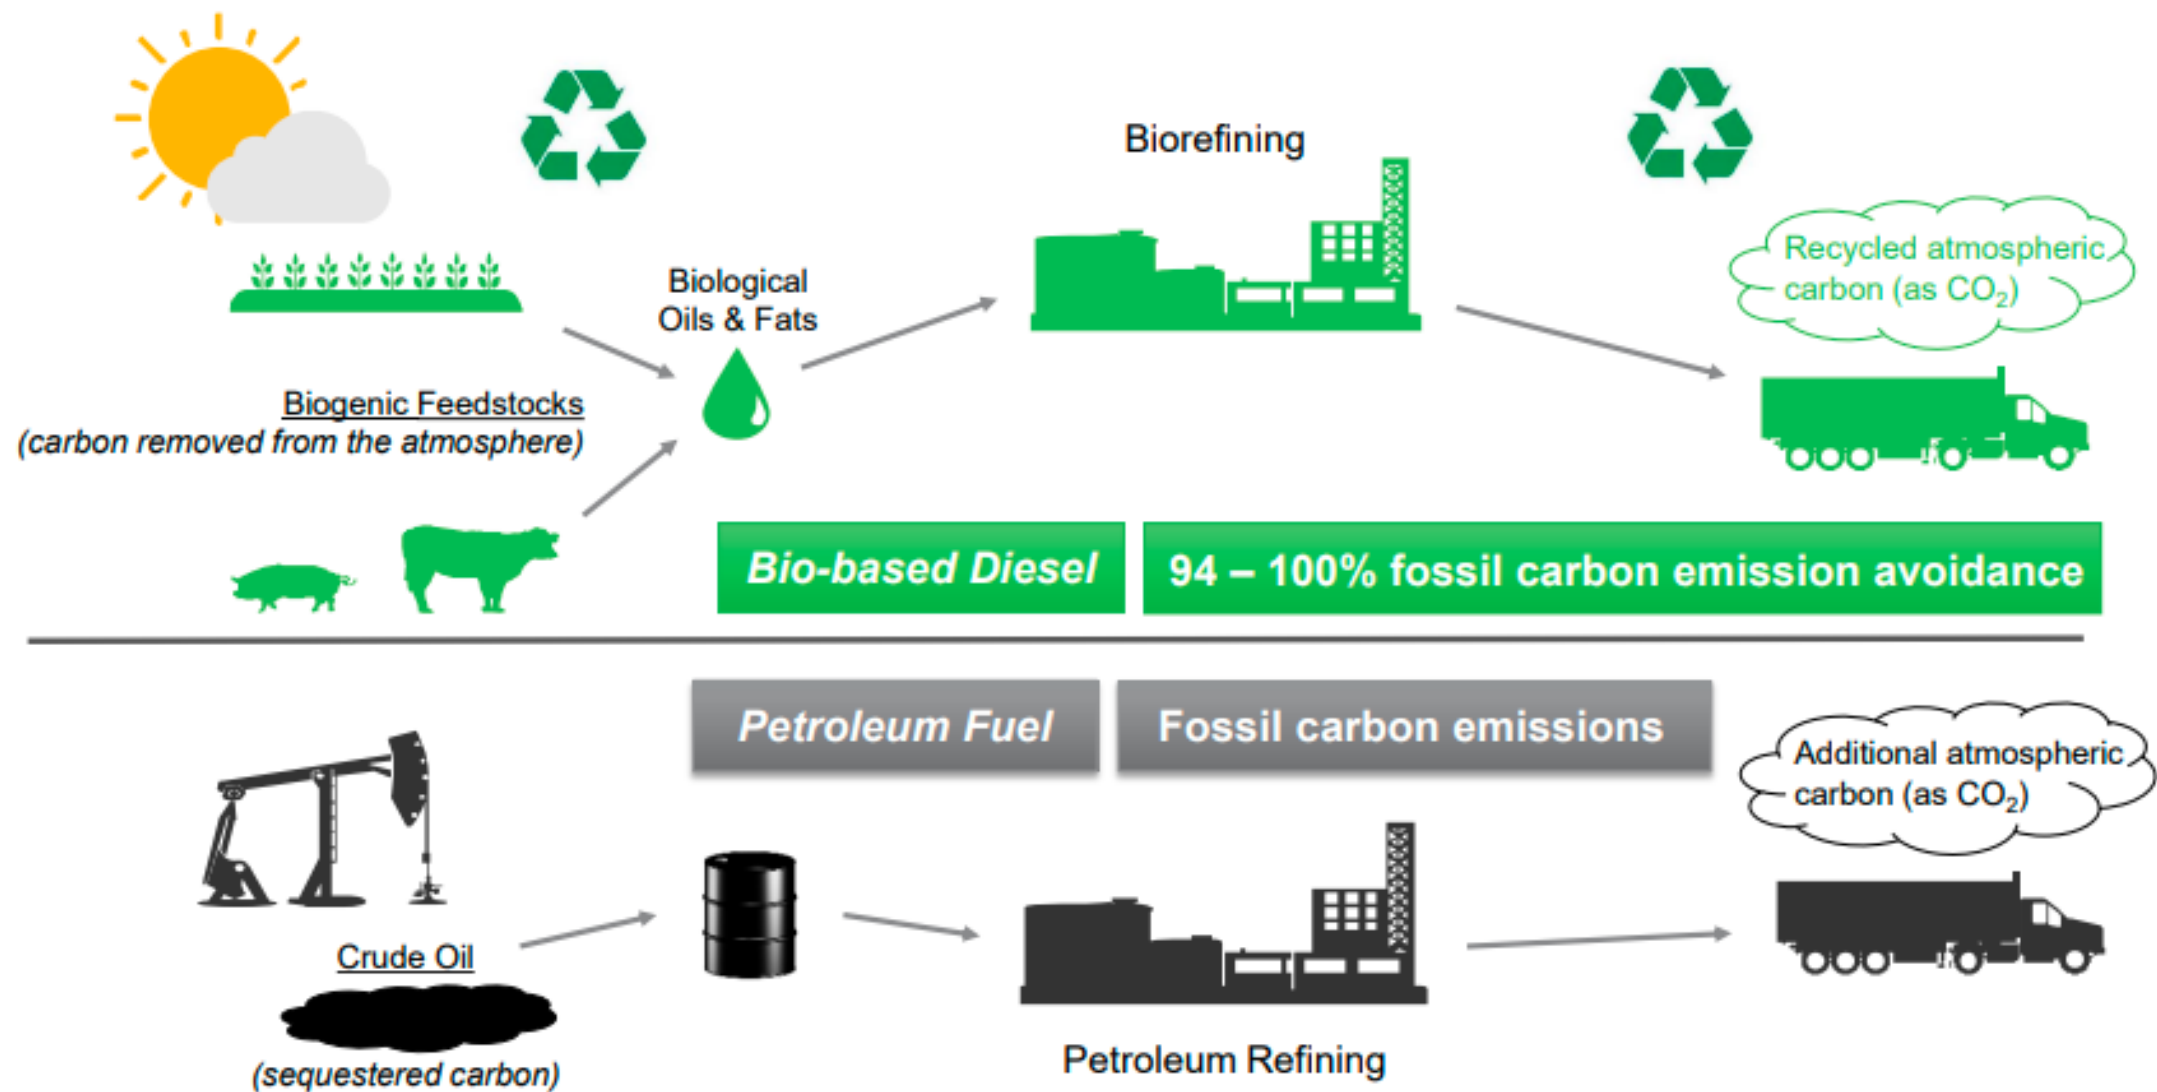 Biorefining
Recycled atmospheric
carbon (as CO₂)
Biological
Oils & Fats
Biogenic Feedstocks
(carbon removed from the atmosphere)
Bio-based Diesel
94 – 100% fossil carbon emission avoidance
Petroleum Fuel
Fossil carbon emissions
Additional atmospheric
carbon (as CO₂)
Crude Oil
(sequestered carbon)
Petroleum Refining